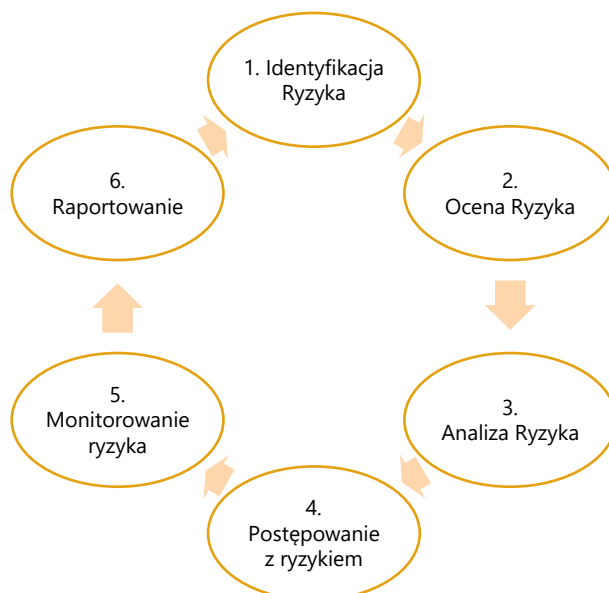 1. Identyfikacja
Ryzyka
2.
Ocena Ryzyka
3.
Analiza Ryzyka
4.
Postępowanie
z ryzykiem
5.
Monitorowanie
ryzyka
6.
Raportowanie